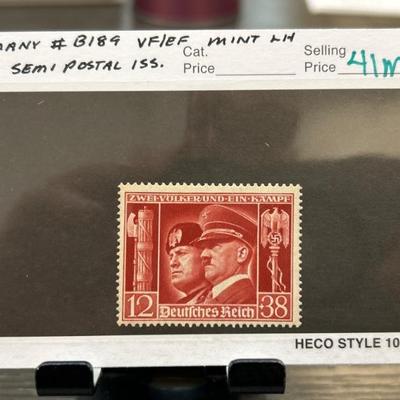 MANY # B189 VF/EF MINT LH
SEMI POSTAL ISS.
Cat.
Price
Selling
Price
41M
ZWEI·VÖLKER·UND·EIN·KAMPF
12
Deutsches Reich
38
HECO STYLE 10